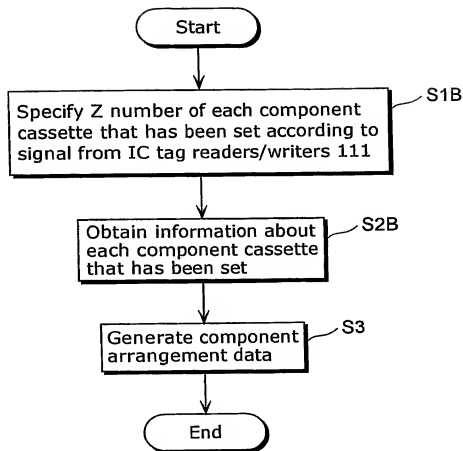 Start
S1B
Specify Z number of each component
cassette that has been set according to
signal from IC tag readers/writers 111
S2B
Obtain information about
each component cassette
that has been set
S3
Generate component
arrangement data
End